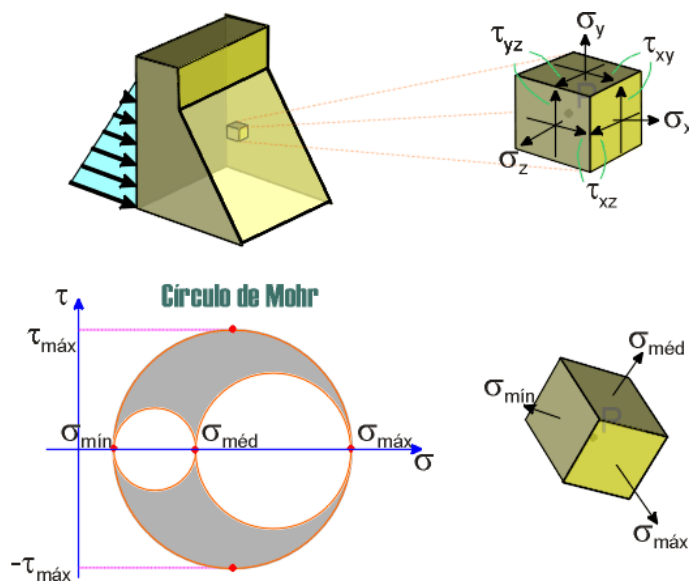 σy
τyz
τxy
P
σx
σz
τxz
Círculo de Mohr
τ
τmáx
σmín
σméd
σmáx
σ
-τmáx
σméd
σmín
P
σmáx